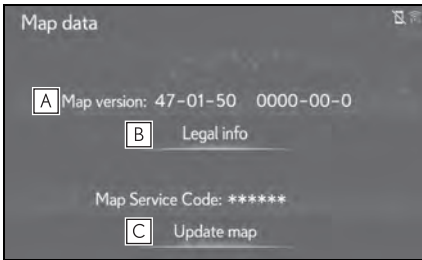 Map data
A Map version: 47-01-50 0000-00-0
B Legal info
Map Service Code: ******
C Update map